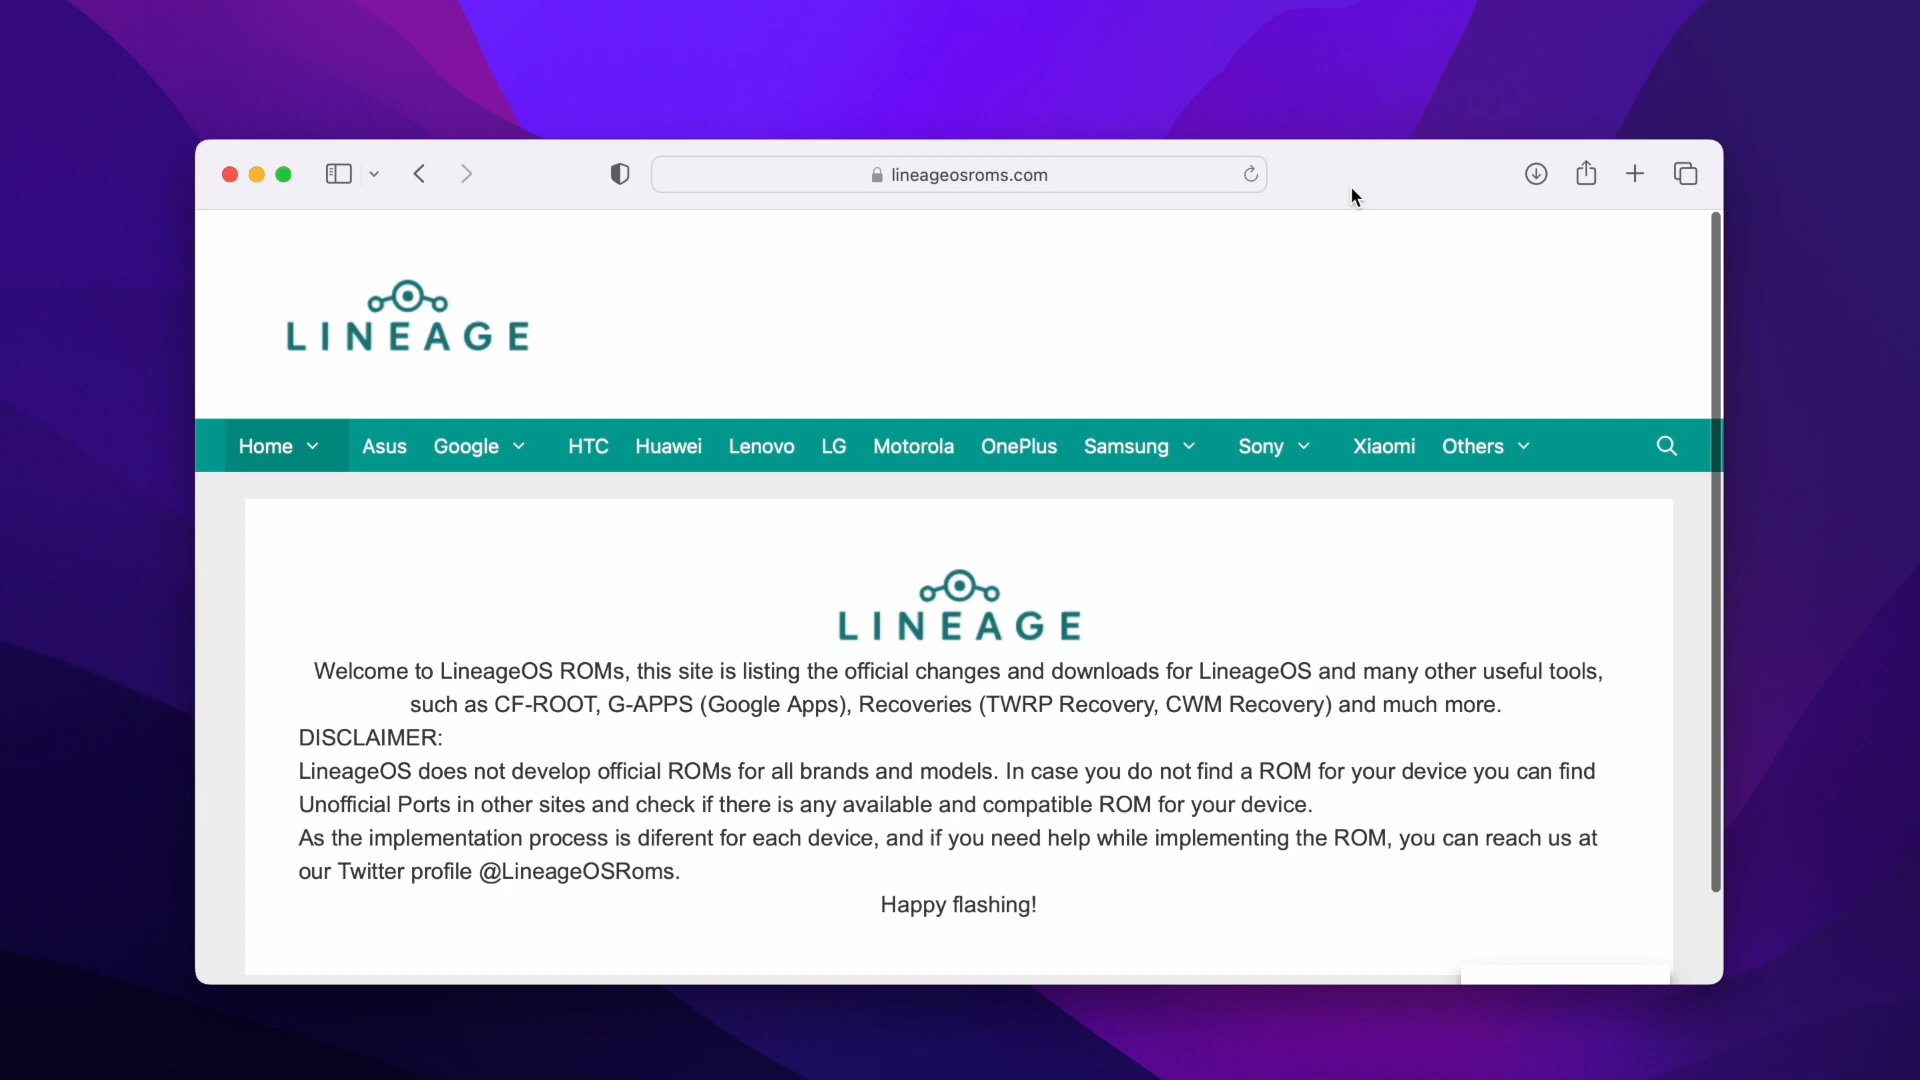 lineageosroms.com
LINEAGE
Home Asus Google HTC Huawei Lenovo LG Motorola OnePlus Samsung Sony Xiaomi Others
LINEAGE
Welcome to LineageOS ROMs, this site is listing the official changes and downloads for LineageOS and many other useful tools,
such as CF-ROOT, G-APPS (Google Apps), Recoveries (TWRP Recovery, CWM Recovery) and much more.
DISCLAIMER:
LineageOS does not develop official ROMs for all brands and models. In case you do not find a ROM for your device you can find
Unofficial Ports in other sites and check if there is any available and compatible ROM for your device.
As the implementation process is diferent for each device, and if you need help while implementing the ROM, you can reach us at
our Twitter profile @LineageOSRoms.
Happy flashing!